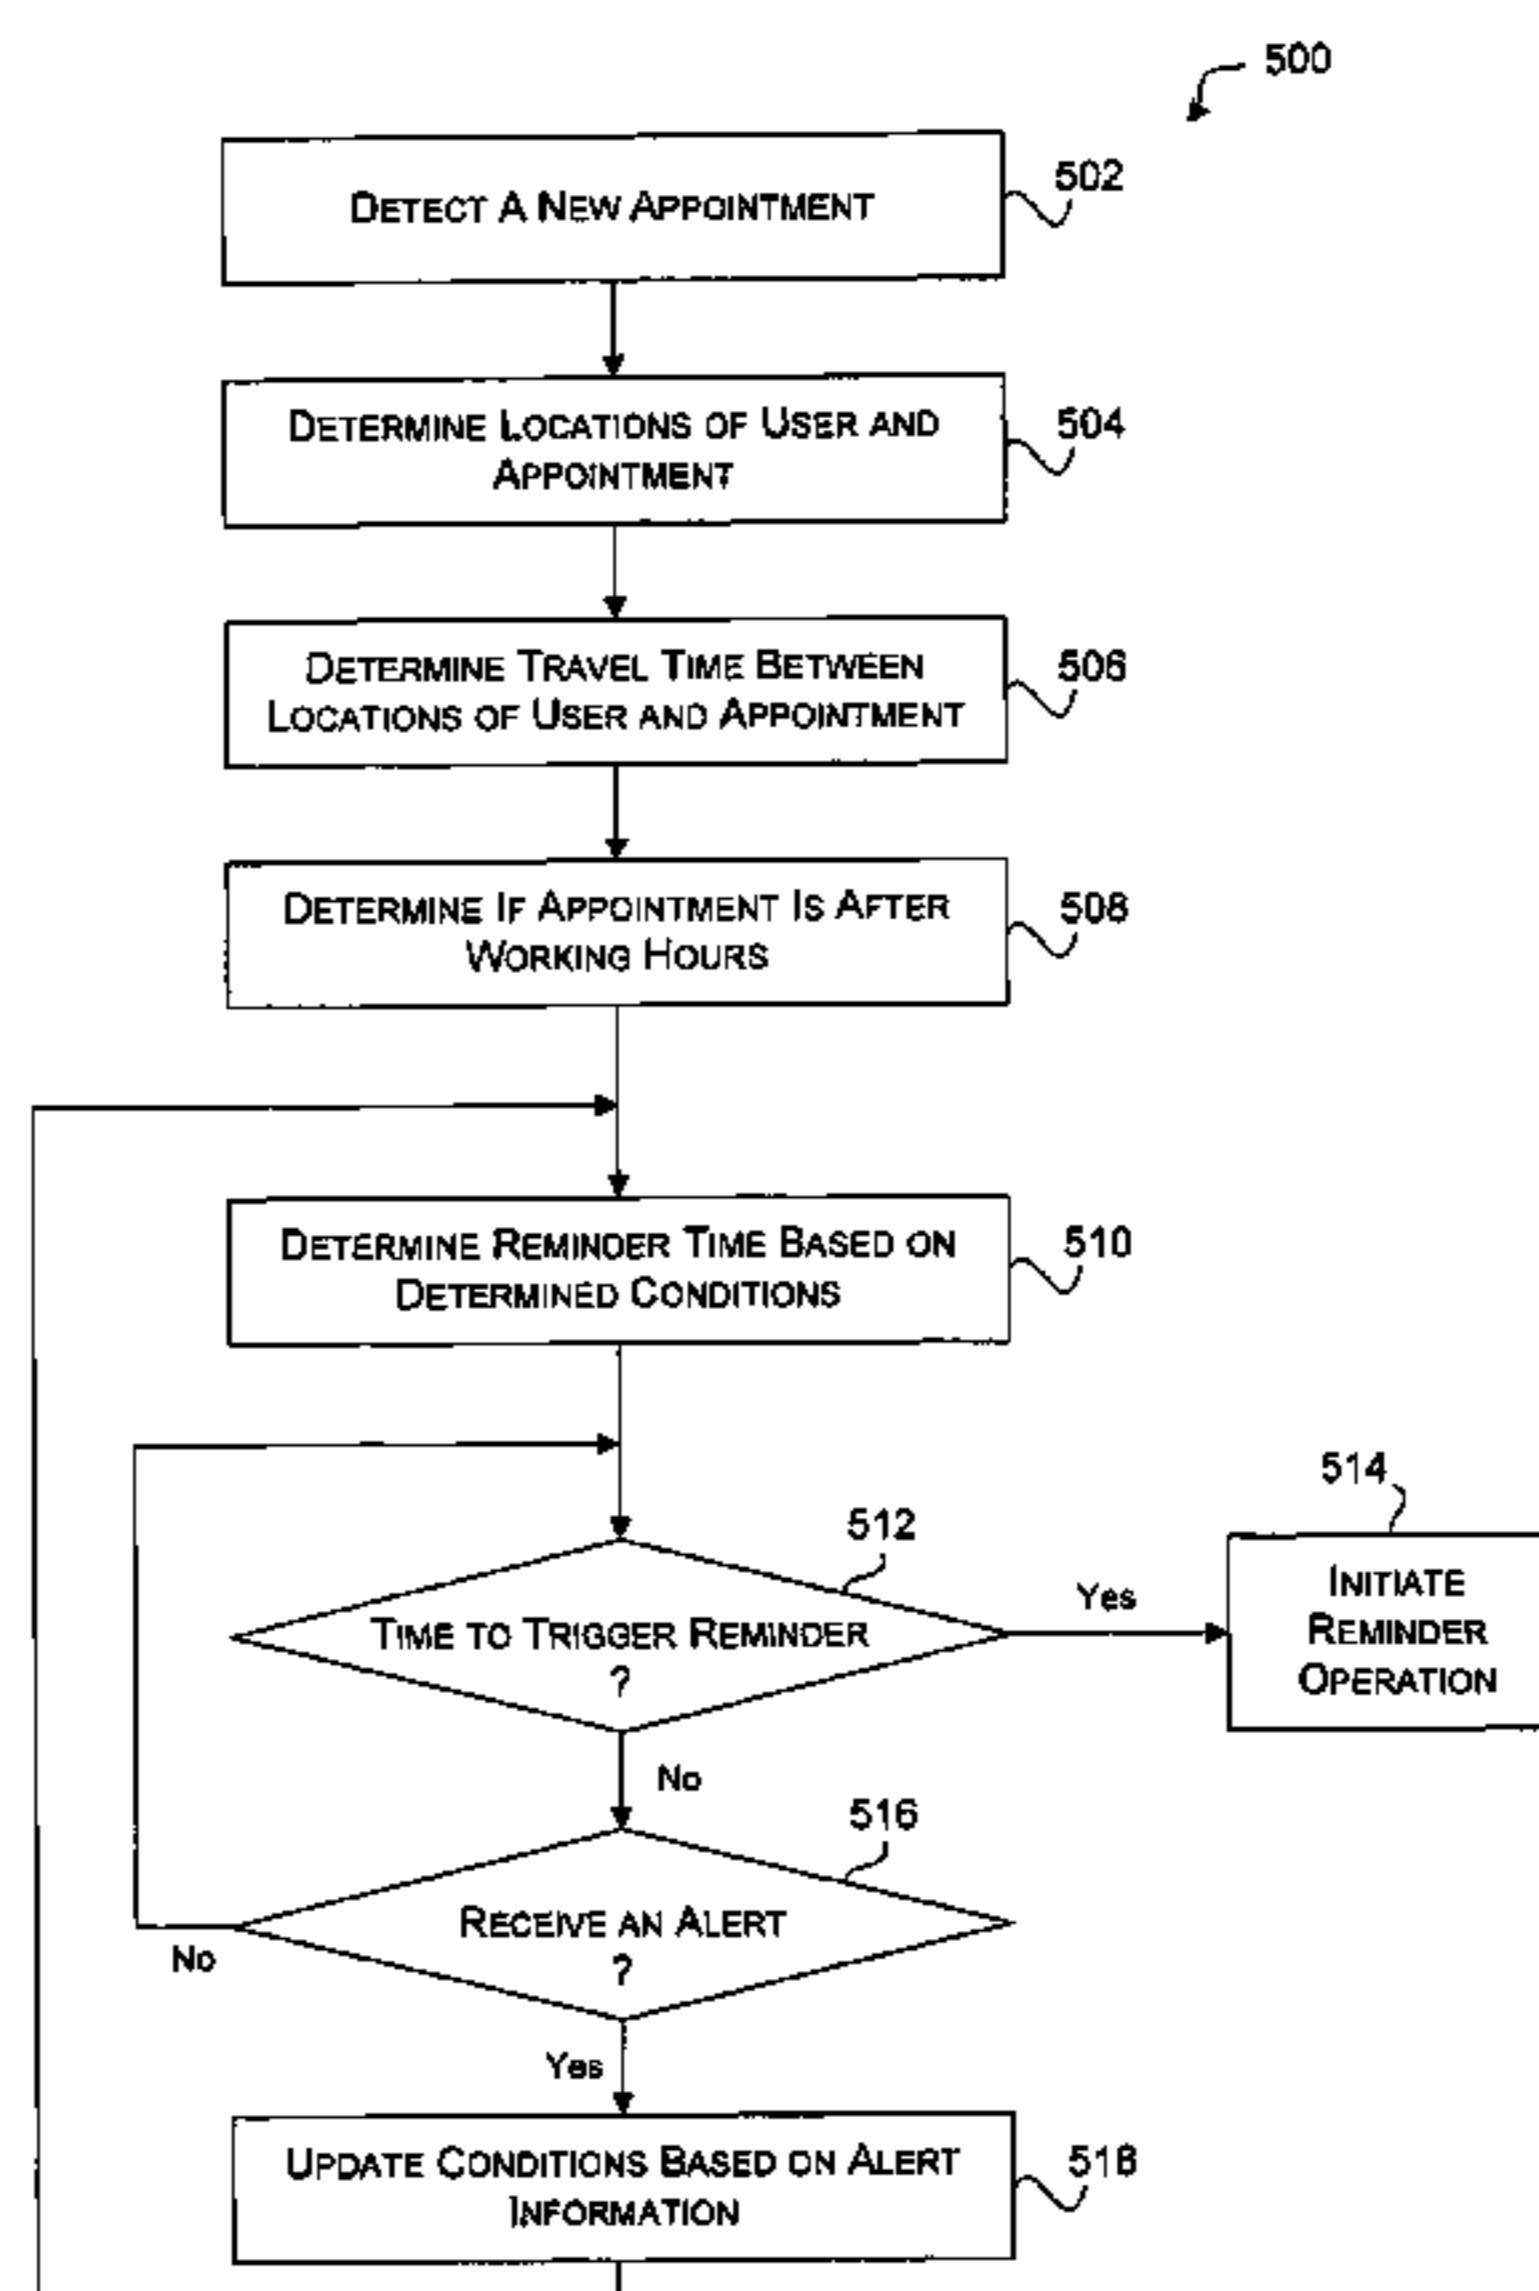 500
DETECT A NEW APPOINTMENT
502
DETERMINE LOCATIONS OF USER AND
APPOINTMENT
504
DETERMINE TRAVEL TIME BETWEEN
LOCATIONS OF USER AND APPOINTMENT
506
DETERMINE IF APPOINTMENT IS AFTER
WORKING HOURS
508
DETERMINE REMINDER TIME BASED ON
DETERMINED CONDITIONS
510
TIME TO TRIGGER REMINDER
?
512
Yes
514
INITIATE
REMINDER
OPERATION
No
RECEIVE AN ALERT
?
516
No
Yes
UPDATE CONDITIONS BASED ON ALERT
INFORMATION
518